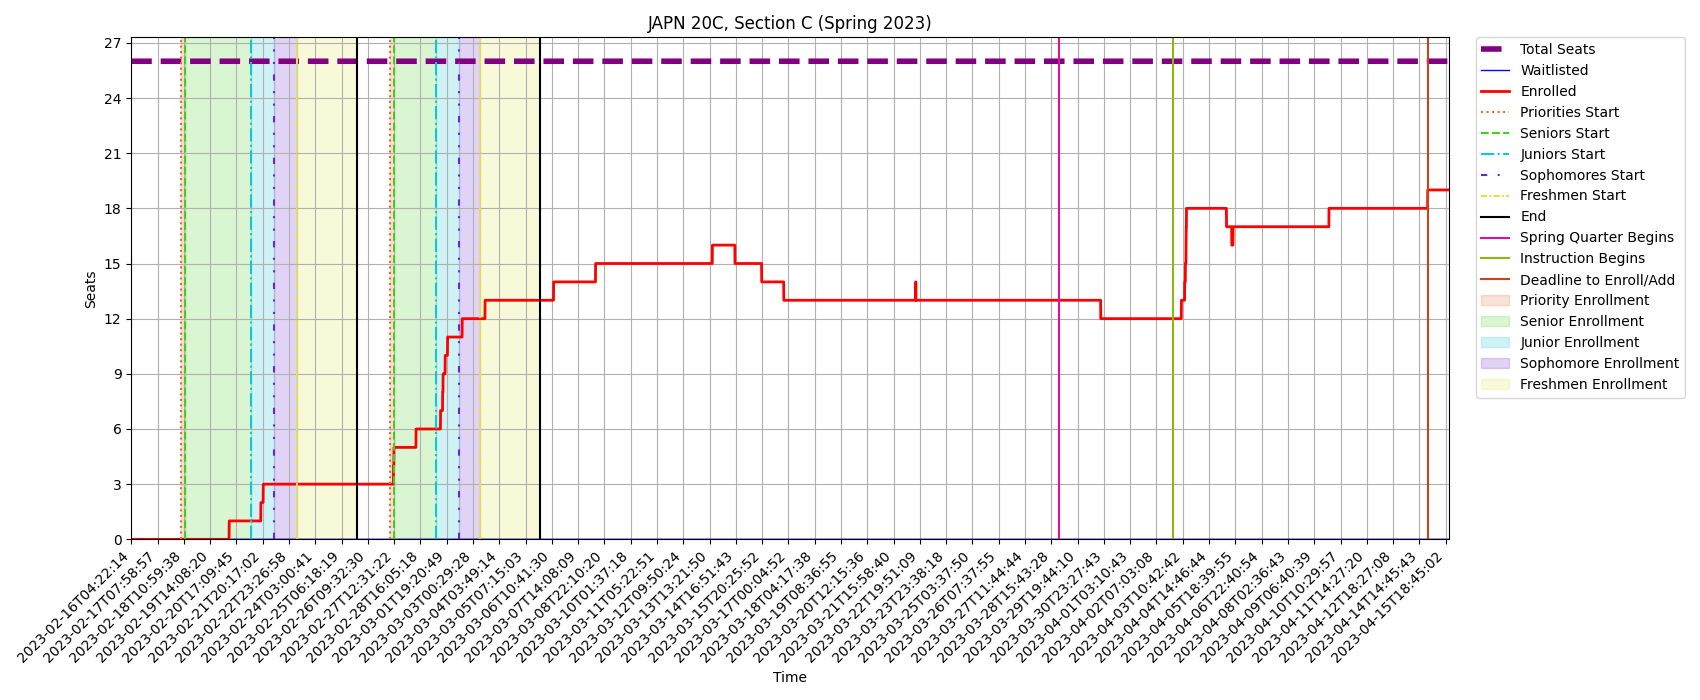 JAPN 20C, Section C (Spring 2023)
27
24
21
18
15
12
9
6
3
0
Seats
2023-02-16T04:22:14
2023-02-17T07:58:57
2023-02-18T10:59:38
2023-02-19T14:08:20
2023-02-20T17:09:45
2023-02-21T20:17:02
2023-02-22T23:26:58
2023-02-24T03:00:41
2023-02-25T06:18:19
2023-02-26T09:32:30
2023-02-27T12:31:22
2023-02-28T16:05:18
2023-03-01T19:20:49
2023-03-03T00:29:28
2023-03-04T03:49:14
2023-03-05T07:15:03
2023-03-06T10:41:30
2023-03-07T14:08:09
2023-03-08T22:10:20
2023-03-10T01:37:18
2023-03-11T05:22:51
2023-03-12T09:50:24
2023-03-13T13:21:50
2023-03-14T16:51:43
2023-03-15T20:25:52
2023-03-17T00:04:52
2023-03-18T04:17:38
2023-03-19T08:36:55
2023-03-20T12:15:36
2023-03-21T15:58:40
2023-03-22T19:51:09
2023-03-23T23:38:18
2023-03-25T03:37:50
2023-03-26T07:37:55
2023-03-27T11:44:44
2023-03-28T15:43:28
2023-03-29T19:44:10
2023-03-30T23:27:43
2023-04-01T03:10:43
2023-04-02T07:03:08
2023-04-03T10:42:42
2023-04-04T14:46:44
2023-04-05T18:39:55
2023-04-06T22:40:54
2023-04-08T02:36:43
2023-04-09T06:40:39
2023-04-10T10:29:57
2023-04-11T14:27:20
2023-04-12T18:27:08
2023-04-14T14:45:43
2023-04-15T18:45:02
Time
Total Seats
Waitlisted
Enrolled
Priorities Start
Seniors Start
Juniors Start
Sophomores Start
Freshmen Start
End
Spring Quarter Begins
Instruction Begins
Deadline to Enroll/Add
Priority Enrollment
Senior Enrollment
Junior Enrollment
Sophomore Enrollment
Freshmen Enrollment